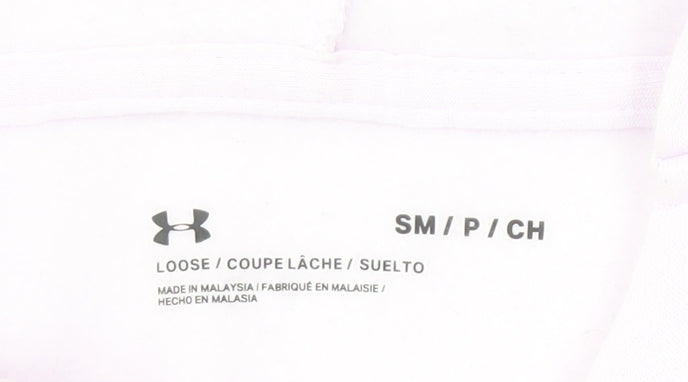 SM / P / CH
LOOSE / COUPE LÂCHE / SUELTO
MADE IN MALAYSIA / FABRIQUÉ EN MALAISIE /
HECHO EN MALASIA